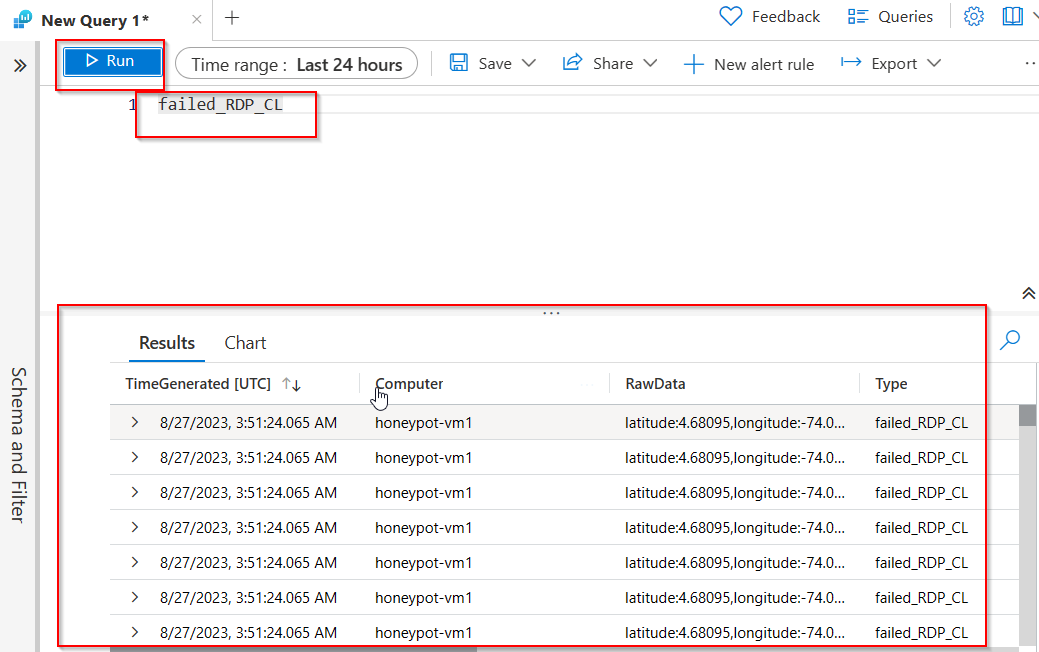 New Query 1*
Feedback Queries
Run Time range : Last 24 hours Save Share New alert rule Export
1 failed_RDP_CL
Results Chart
TimeGenerated [UTC] Computer RawData Type
8/27/2023, 3:51:24.065 AM honeypot-vm1 latitude:4.68095,longitude:-74.0... failed_RDP_CL
8/27/2023, 3:51:24.065 AM honeypot-vm1 latitude:4.68095,longitude:-74.0... failed_RDP_CL
8/27/2023, 3:51:24.065 AM honeypot-vm1 latitude:4.68095,longitude:-74.0... failed_RDP_CL
8/27/2023, 3:51:24.065 AM honeypot-vm1 latitude:4.68095,longitude:-74.0... failed_RDP_CL
8/27/2023, 3:51:24.065 AM honeypot-vm1 latitude:4.68095,longitude:-74.0... failed_RDP_CL
8/27/2023, 3:51:24.065 AM honeypot-vm1 latitude:4.68095,longitude:-74.0... failed_RDP_CL
8/27/2023, 3:51:24.065 AM honeypot-vm1 latitude:4.68095,longitude:-74.0... failed_RDP_CL
Schema and Filter